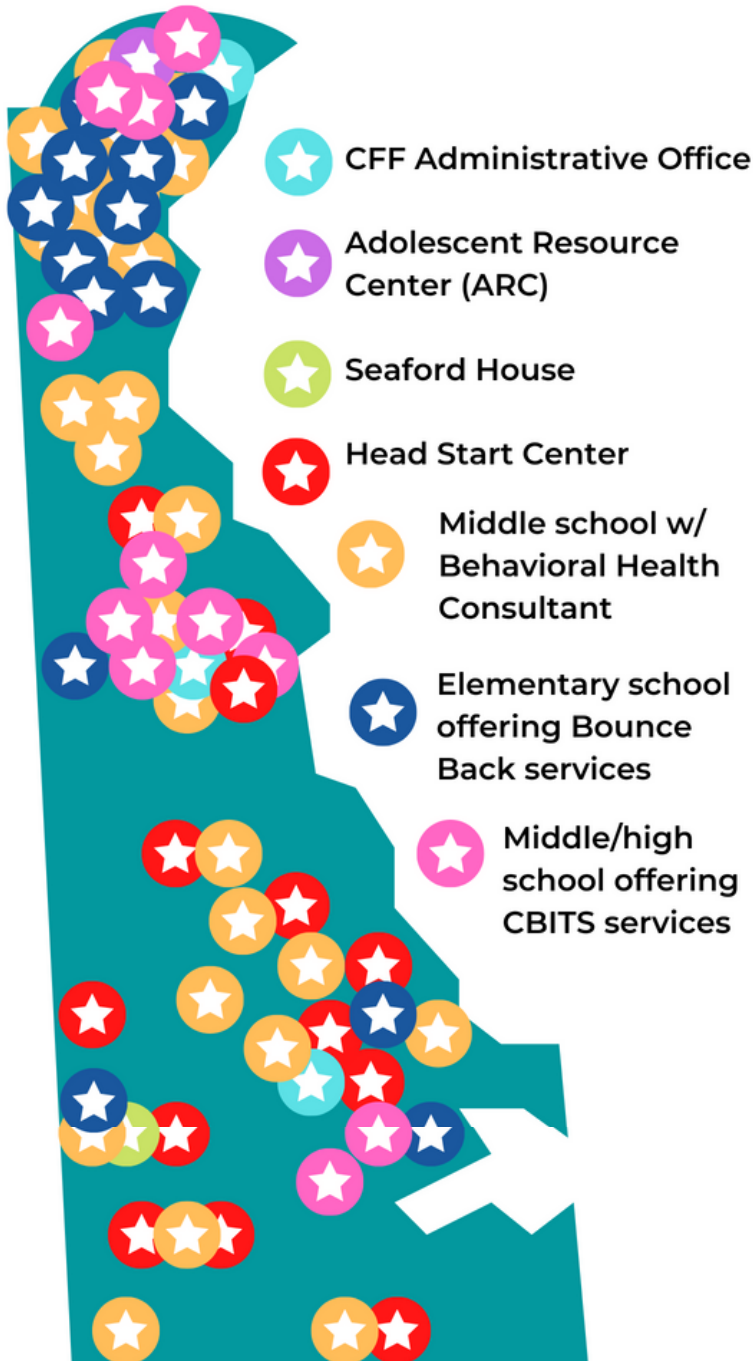 CFF Administrative Office
Adolescent Resource
Center (ARC)
Seaford House
Head Start Center
Middle school w/
Behavioral Health
Consultant
Elementary school
offering Bounce
Back services
Middle/high
school offering
CBITS services